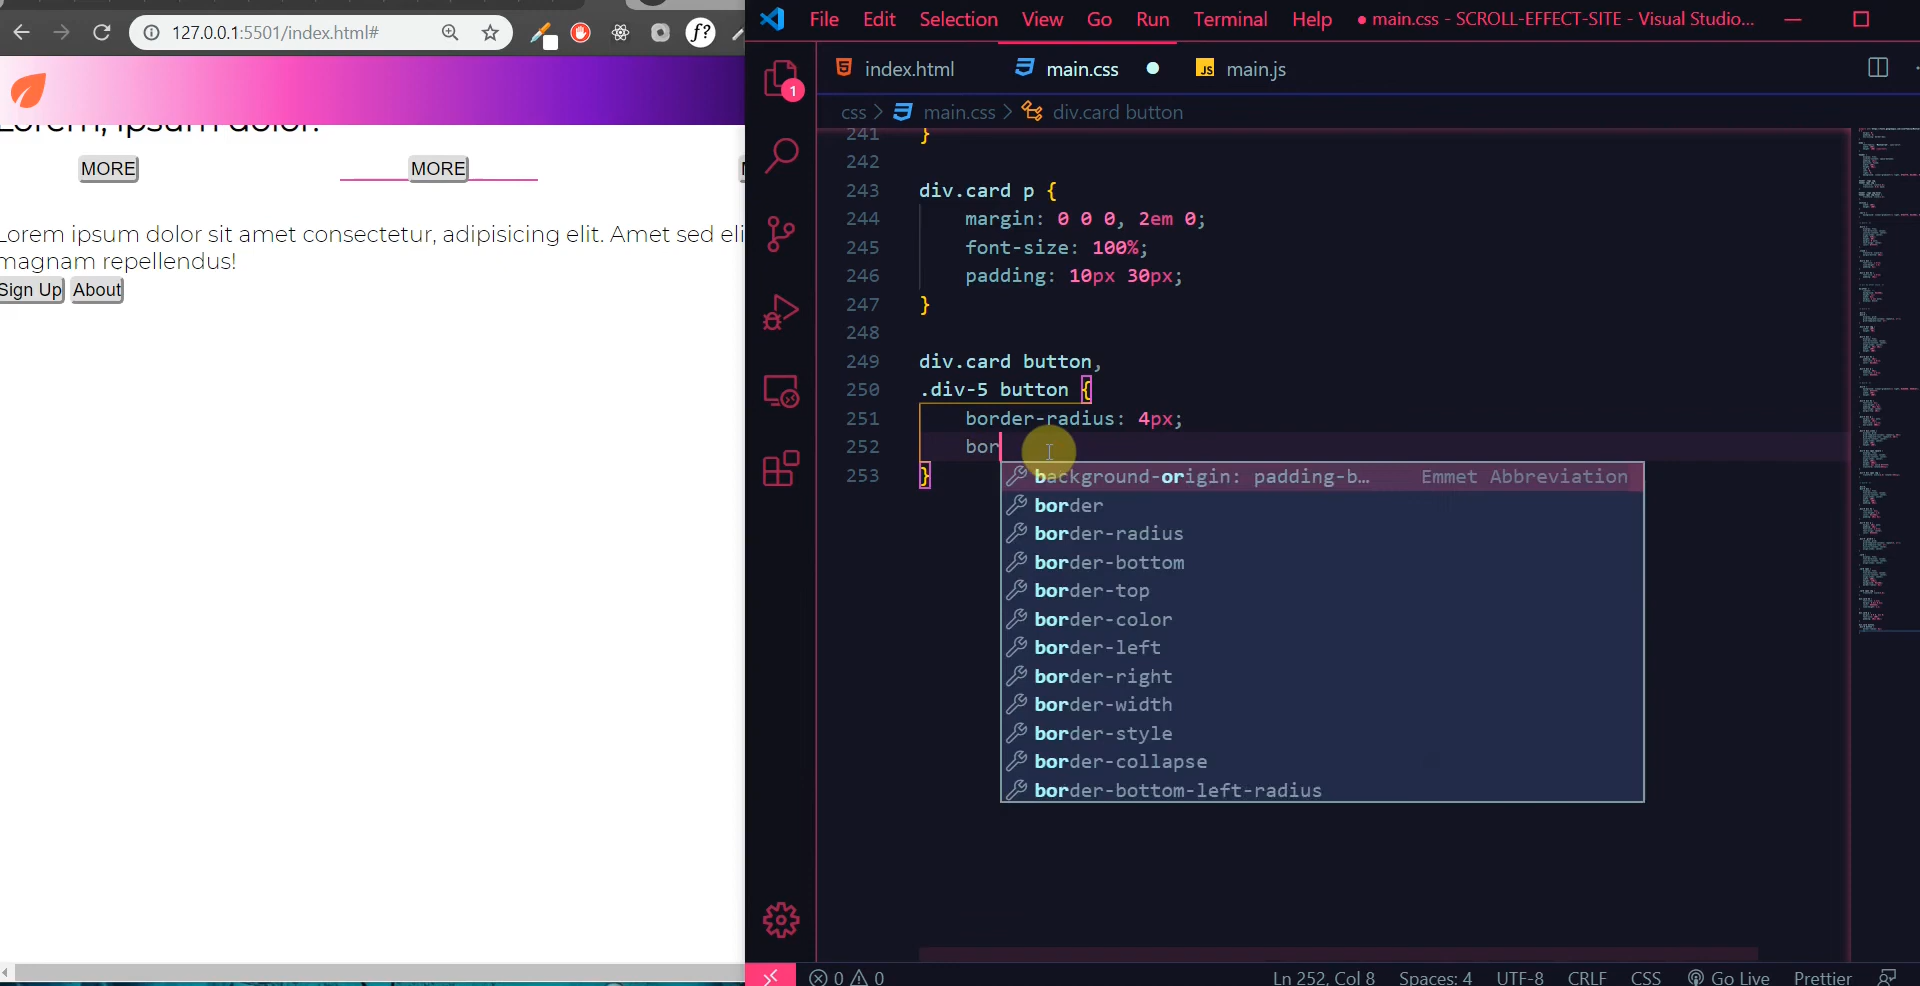 127.0.0.1:5501/index.html#
f?
Lorem, ipsum dolor.
MORE
MORE
Lorem ipsum dolor sit amet consectetur, adipisicing elit. Amet sed eli
magnam repellendus!
Sign Up About
File Edit Selection View Go Run Terminal Help ● main.css - SCROLL-EFFECT-SITE - Visual Studio...
1
index.html main.css JS main.js
css > main.css > div.card button
241 }
242
243 div.card p {
244 margin: 0 0 0, 2em 0;
245 font-size: 100%;
246 padding: 10px 30px;
247 }
248
249 div.card button,
250 .div-5 button {
251 border-radius: 4px;
252 bor
253 }
background-origin: padding-b... Emmet Abbreviation
border
border-radius
border-bottom
border-top
border-color
border-left
border-right
border-width
border-style
border-collapse
border-bottom-left-radius
0 0 Ln 252, Col 8 Spaces: 4 UTF-8 CRLF CSS Go Live Prettier